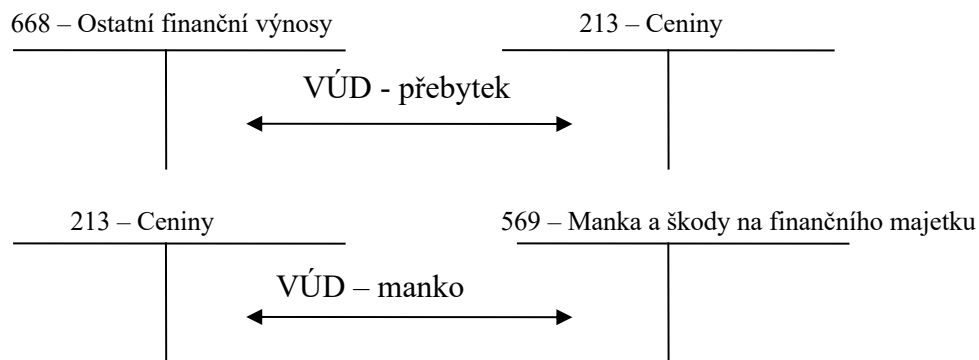 668 – Ostatní finanční výnosy 213 – Ceniny
VÚD - přebytek
213 – Ceniny 569 – Manka a škody na finančního majetku
VÚD – manko